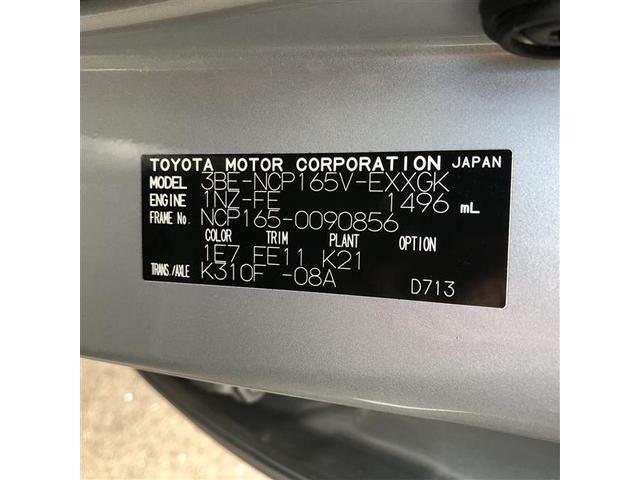 TOYOTA MOTOR CORPORATION JAPAN
MODEL 3BE-NCP165V-EXXGK
ENGINE 1NZ-FE 1496 mL
FRAME No. NCP165-0090856
COLOR TRIM PLANT OPTION
1E7 FE11 K21
TRANS./AXLE K310F -08A
D713